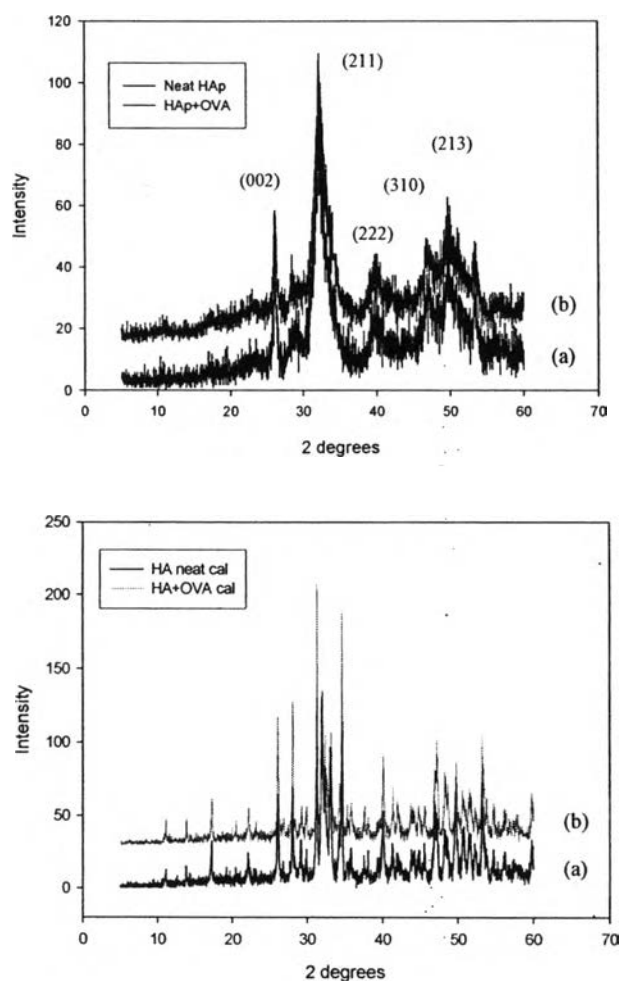 120
100
80
60
40
20
0
Intensity
Neat HAp
HAp+OVA
(211)
(002)
(213)
(310)
(222)
(b)
(a)
0 10 20 30 40 50 60 70
2 degrees
250
200
150
100
50
0
Intensity
HA neat cal
HA+OVA cal
(b)
(a)
0 10 20 30 40 50 60 70
2 degrees